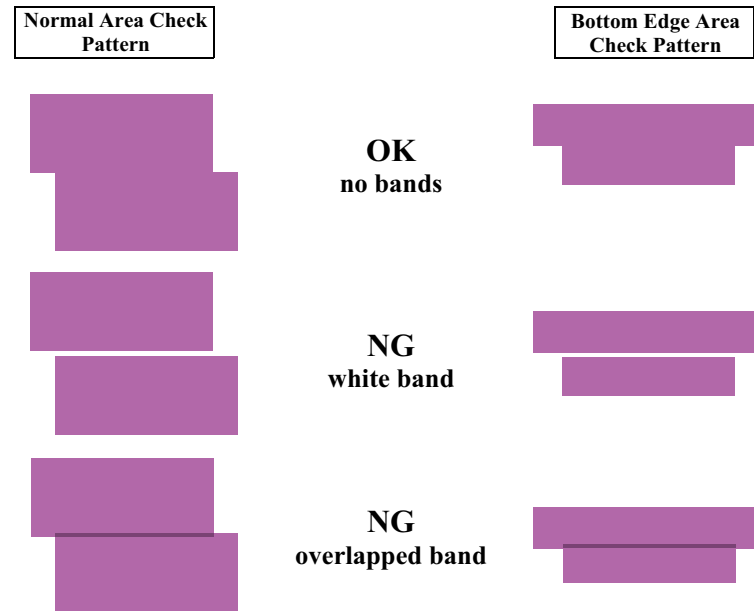 Normal Area Check
Pattern
Bottom Edge Area
Check Pattern
OK
no bands
NG
white band
NG
overlapped band